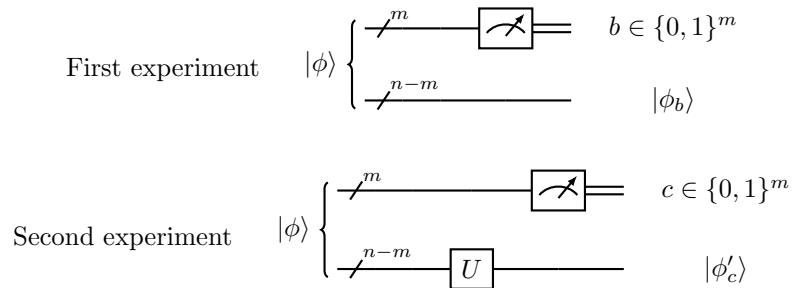 m
b ∈ {0, 1}^m
First experiment |φ⟩
n−m
|φ_b⟩
m
c ∈ {0, 1}^m
Second experiment |φ⟩
n−m
U
|φ′_c⟩